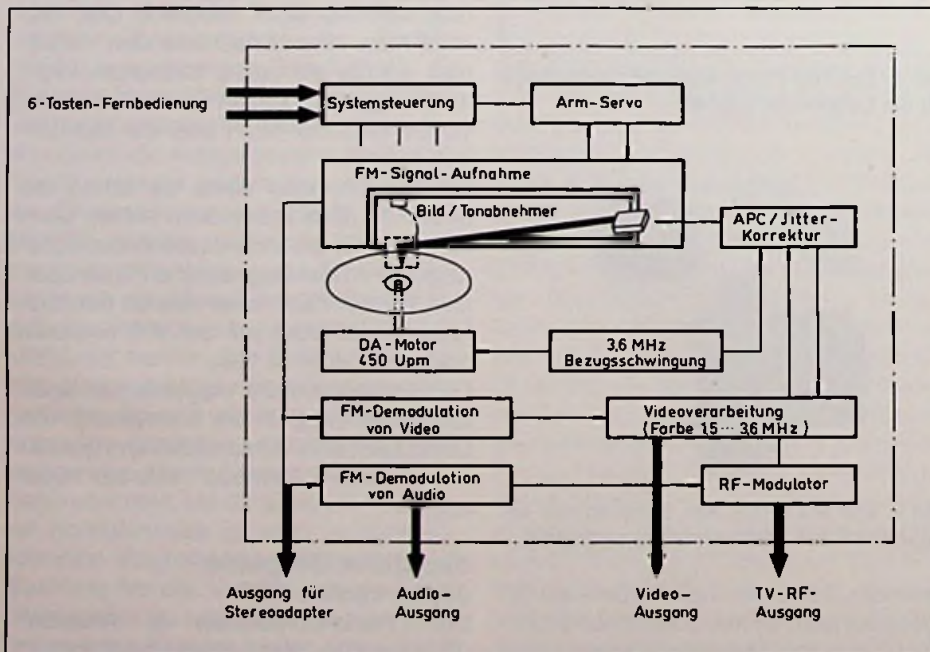 6-Tasten-Fernbedienung
Systemsteuerung
Arm-Servo
FM-Signal-Aufnahme
Bild/Tonabnehmer
APC/Jitter-
Korrektur
DA-Motor
450 Upm
3,6 MHz
Bezugsschwingung
FM-Demodulation
von Video
Videoverarbeitung
(Farbe 1,5 ··· 3,6 MHz)
FM-Demodulation
von Audio
RF-Modulator
Ausgang für
Stereoadapter
Audio-
Ausgang
Video-
Ausgang
TV-RF-
Ausgang